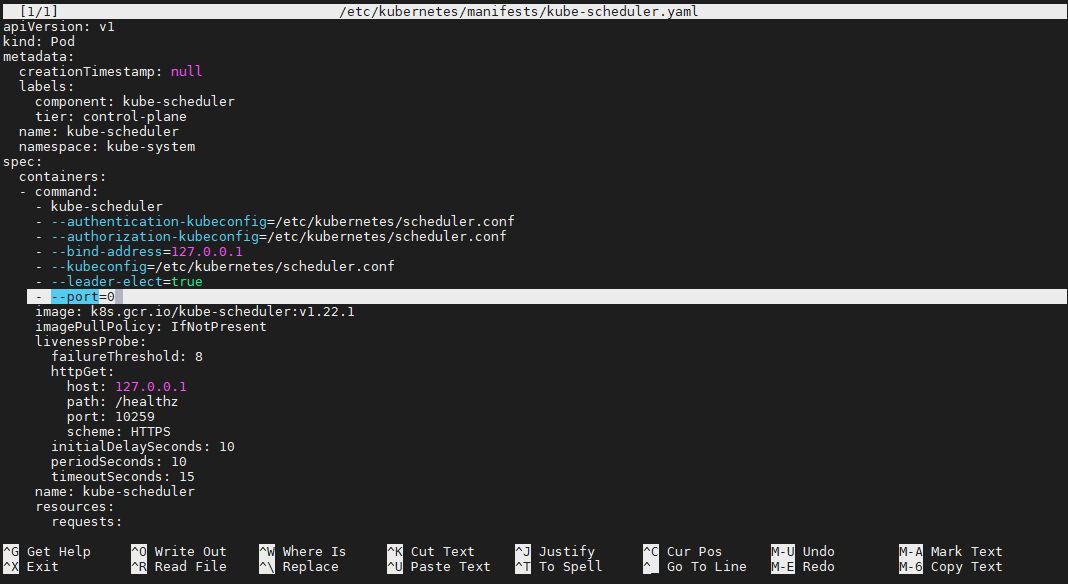 [1/1] /etc/kubernetes/manifests/kube-scheduler.yaml
apiVersion: v1
kind: Pod
metadata:
  creationTimestamp: null
  labels:
    component: kube-scheduler
    tier: control-plane
  name: kube-scheduler
  namespace: kube-system
spec:
  containers:
  - command:
    - kube-scheduler
    - --authentication-kubeconfig=/etc/kubernetes/scheduler.conf
    - --authorization-kubeconfig=/etc/kubernetes/scheduler.conf
    - --bind-address=127.0.0.1
    - --kubeconfig=/etc/kubernetes/scheduler.conf
    - --leader-elect=true
    - --port=0
    image: k8s.gcr.io/kube-scheduler:v1.22.1
    imagePullPolicy: IfNotPresent
    livenessProbe:
      failureThreshold: 8
      httpGet:
        host: 127.0.0.1
        path: /healthz
        port: 10259
        scheme: HTTPS
      initialDelaySeconds: 10
      periodSeconds: 10
      timeoutSeconds: 15
    name: kube-scheduler
    resources:
      requests:
^G Get Help ^O Write Out ^W Where Is ^K Cut Text ^J Justify ^C Cur Pos M-U Undo M-A Mark Text
^X Exit ^R Read File ^\ Replace ^U Paste Text ^T To Spell ^_ Go To Line M-E Redo M-6 Copy Text